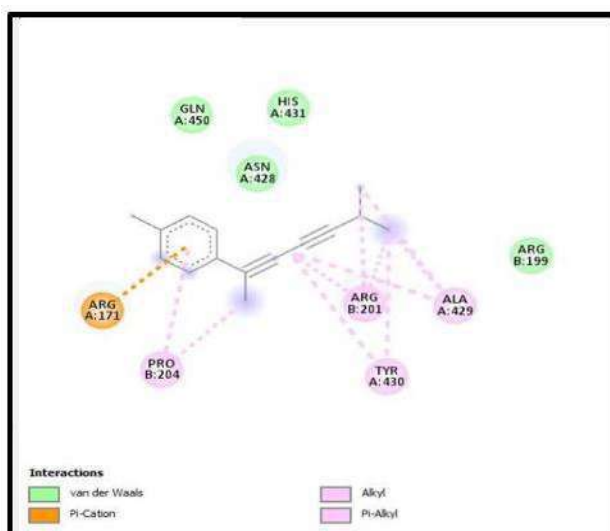 GLN
A:450
HIS
A:431
ASN
A:428
ARG
B:199
ARG
A:171
ARG
B:201
ALA
A:429
PRO
B:204
TYR
A:430
Interactions
van der Waals
Pi-Cation
Alkyl
Pi-Alkyl